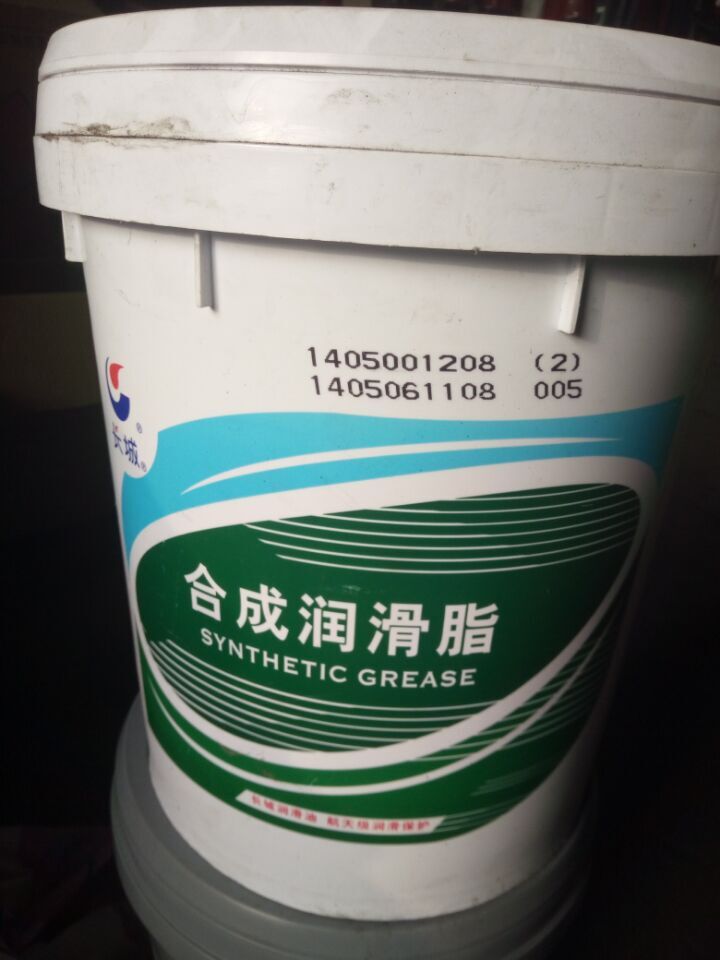 1405001208 (2)
1405061108 005
长城
合成润滑脂
SYNTHETIC GREASE
长城润滑油 航天级润滑保护